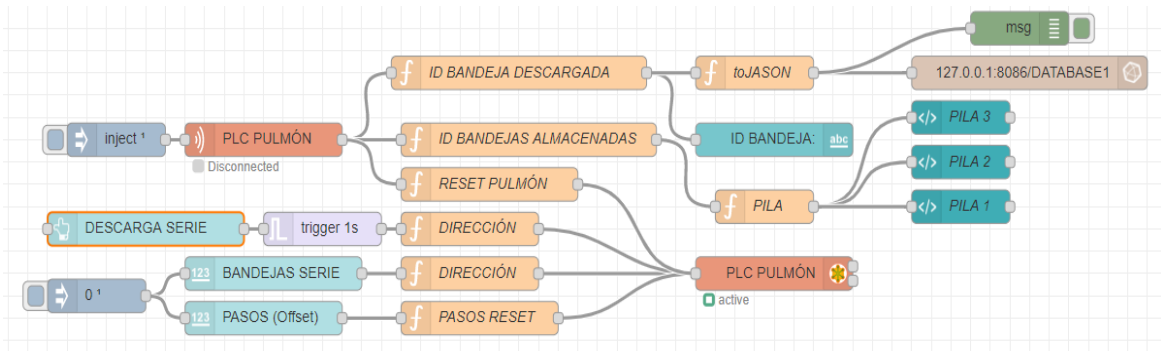 msg
f ID BANDEJA DESCARGADA
f toJASON
127.0.0.1:8086/DATABASE1
inject ¹
PLC PULMÓN
Disconnected
f ID BANDEJAS ALMACENADAS
ID BANDEJA: abc
</> PILA 3
</> PILA 2
f RESET PULMÓN
f PILA
</> PILA 1
DESCARGA SERIE
trigger 1s
f DIRECCIÓN
0 ¹
123 BANDEJAS SERIE
f DIRECCIÓN
PLC PULMÓN
active
123 PASOS (Offset)
f PASOS RESET